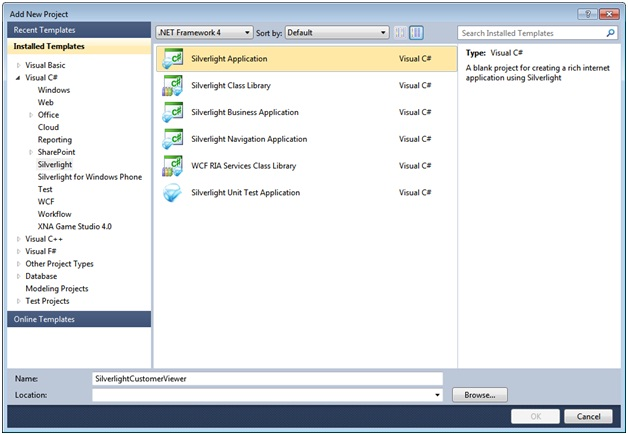 Add New Project
Recent Templates
Installed Templates
Visual Basic
Visual C#
Windows
Web
Office
Cloud
Reporting
SharePoint
Silverlight
Silverlight for Windows Phone
Test
WCF
Workflow
XNA Game Studio 4.0
Visual C++
Visual F#
Other Project Types
Database
Modeling Projects
Test Projects
Online Templates
.NET Framework 4 Sort by: Default
Silverlight Application Visual C#
Silverlight Class Library Visual C#
Silverlight Business Application Visual C#
Silverlight Navigation Application Visual C#
WCF RIA Services Class Library Visual C#
Silverlight Unit Test Application Visual C#
Search Installed Templates
Type: Visual C#
A blank project for creating a rich internet
application using Silverlight
Name: SilverlightCustomerViewer
Location:
Browse...
OK Cancel